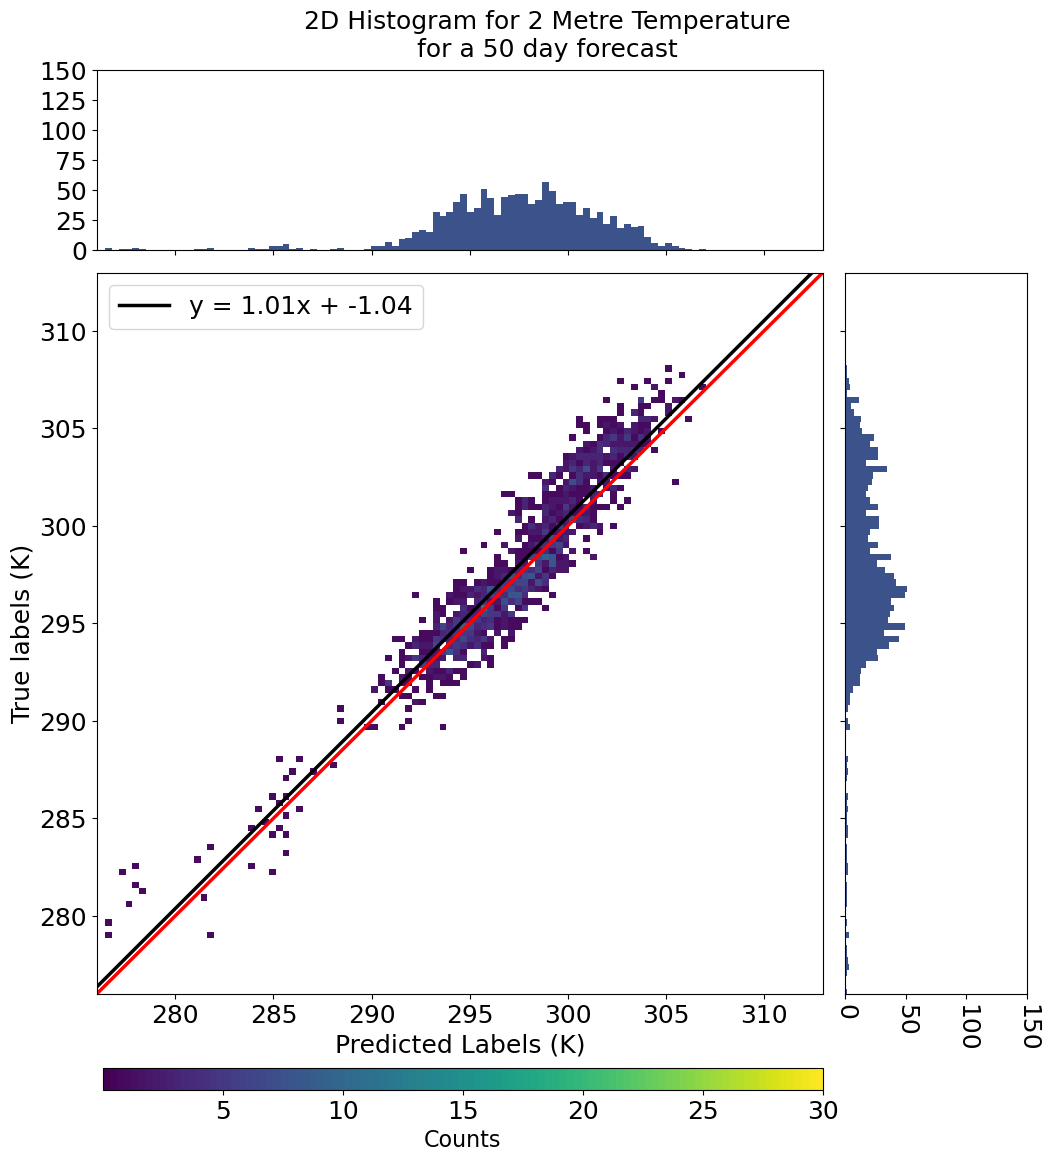 2D Histogram for 2 Metre Temperature
for a 50 day forecast
150
125
100
75
50
25
0
y = 1.01x + -1.04
310
305
300
295
290
285
280
True labels (K)
280 285 290 295 300 305 310
Predicted Labels (K)
0 50 100 150
5 10 15 20 25 30
Counts